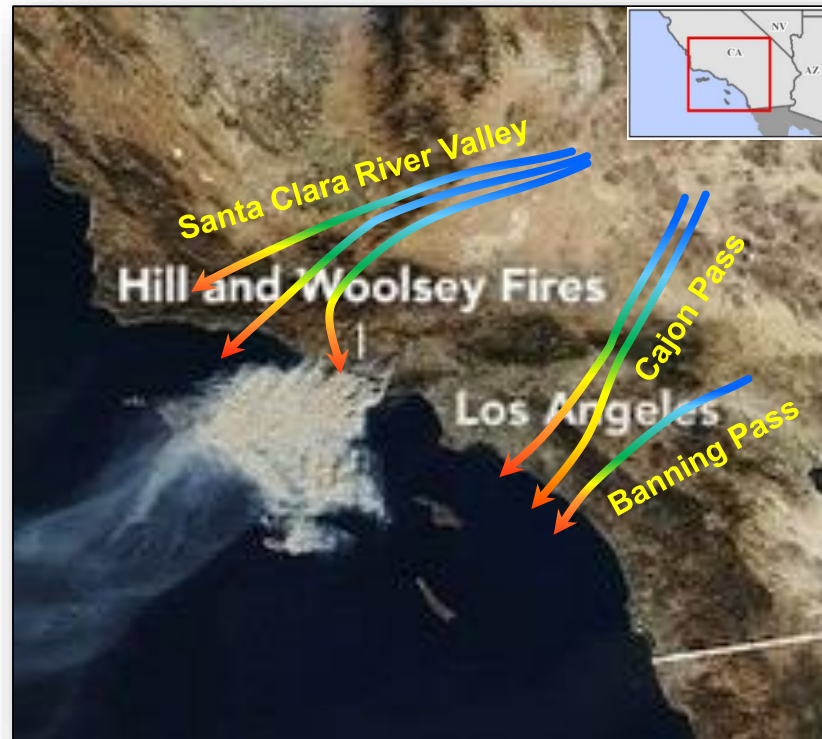 NV
CA
AZ
Santa Clara River Valley
Hill and Woolsey Fires
Cajon Pass
Los Angeles
Banning Pass